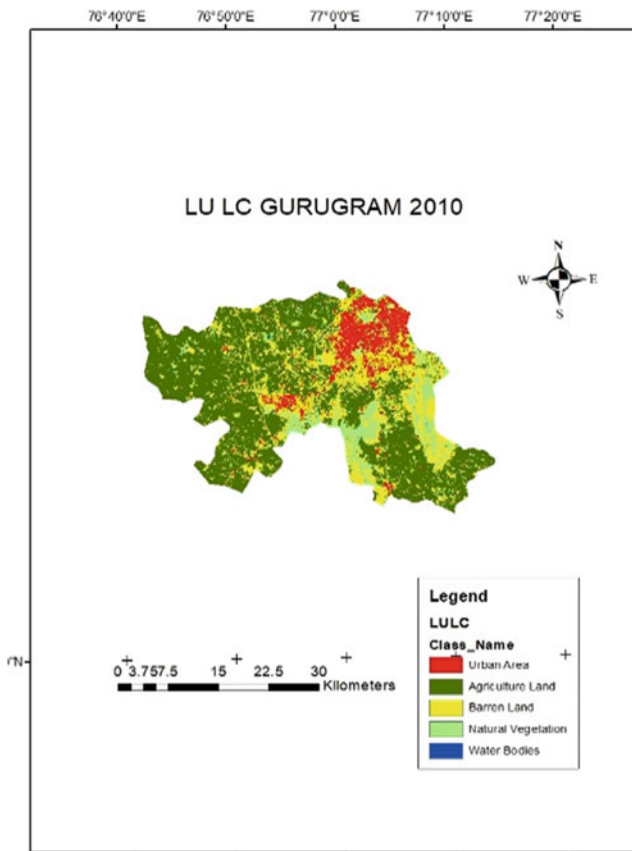 76°40'0"E 76°50'0"E 77°0'0"E 77°10'0"E 77°20'0"E
LU LC GURUGRAM 2010
N
W E
S
Legend
LULC
Class_Name
Urban Area
Agriculture Land
Barren Land
Natural Vegetation
Water Bodies
"N
0 3.75 7.5 15 22.5 30
Kilometers